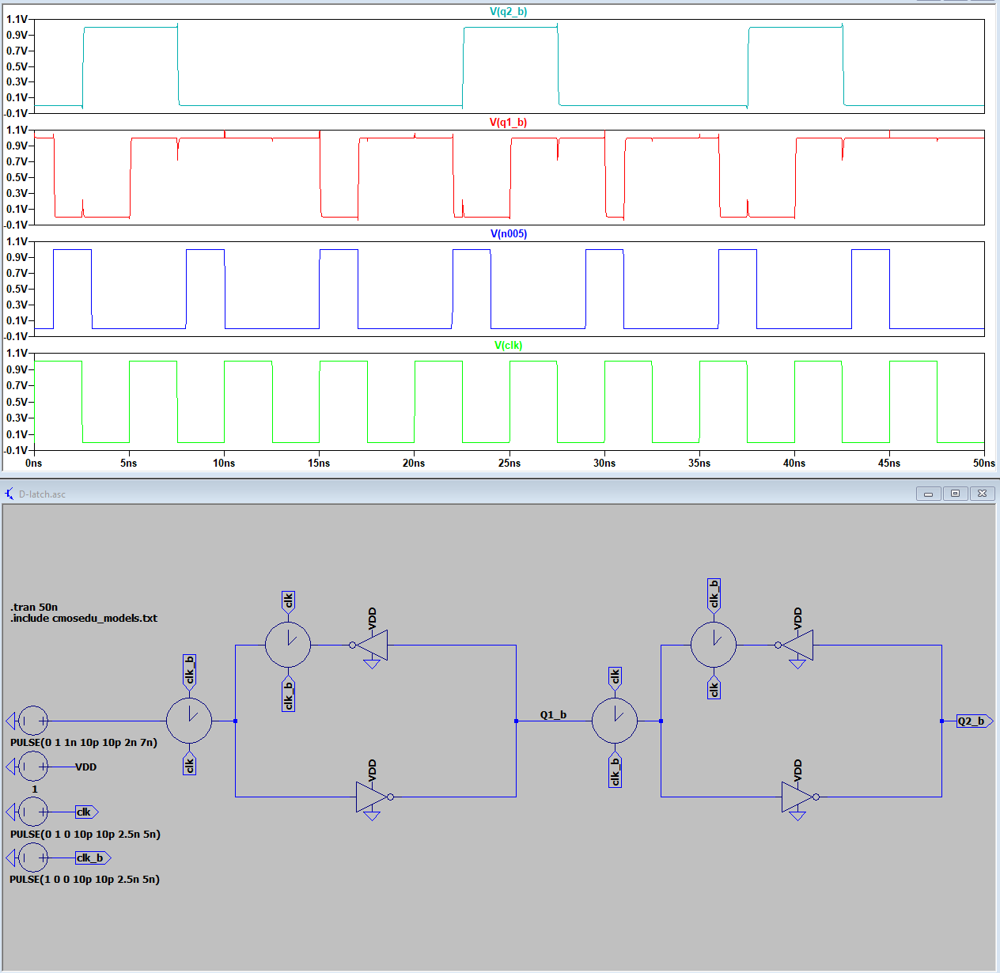 V(q2_b)
1.1V
0.9V
0.7V
0.5V
0.3V
0.1V
-0.1V
V(q1_b)
1.1V
0.9V
0.7V
0.5V
0.3V
0.1V
-0.1V
V(n005)
1.1V
0.9V
0.7V
0.5V
0.3V
0.1V
-0.1V
V(clk)
1.1V
0.9V
0.7V
0.5V
0.3V
0.1V
-0.1V
0ns 5ns 10ns 15ns 20ns 25ns 30ns 35ns 40ns 45ns 50ns
D-latch.asc
clk_b
clk
.tran 50n
VDD
VDD
.include cmosedu_models.txt
clk_b
clk
clk_b
clk
Q1_b
Q2_b
PULSE(0 1 1n 10p 10p 2n 7n)
clk
clk_b
VDD
VDD
VDD
1
clk
PULSE(0 1 0 10p 10p 2.5n 5n)
clk_b
PULSE(1 0 0 10p 10p 2.5n 5n)